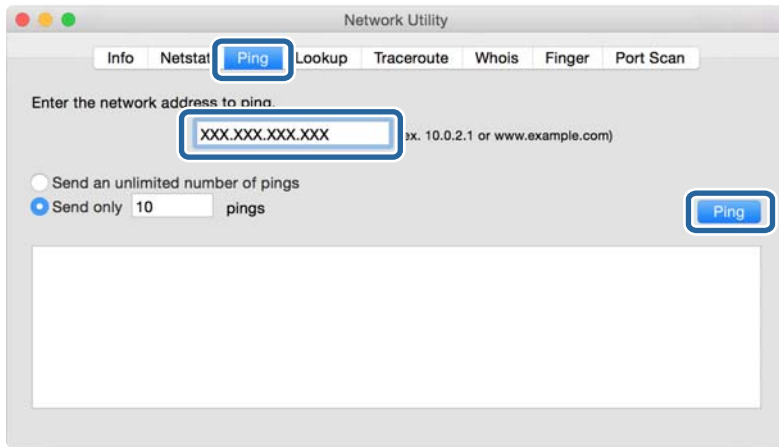 Network Utility
Info Netstat Ping Lookup Traceroute Whois Finger Port Scan
Enter the network address to ping.
XXX.XXX.XXX.XXX ex. 10.0.2.1 or www.example.com)
Send an unlimited number of pings
Send only 10 pings
Ping